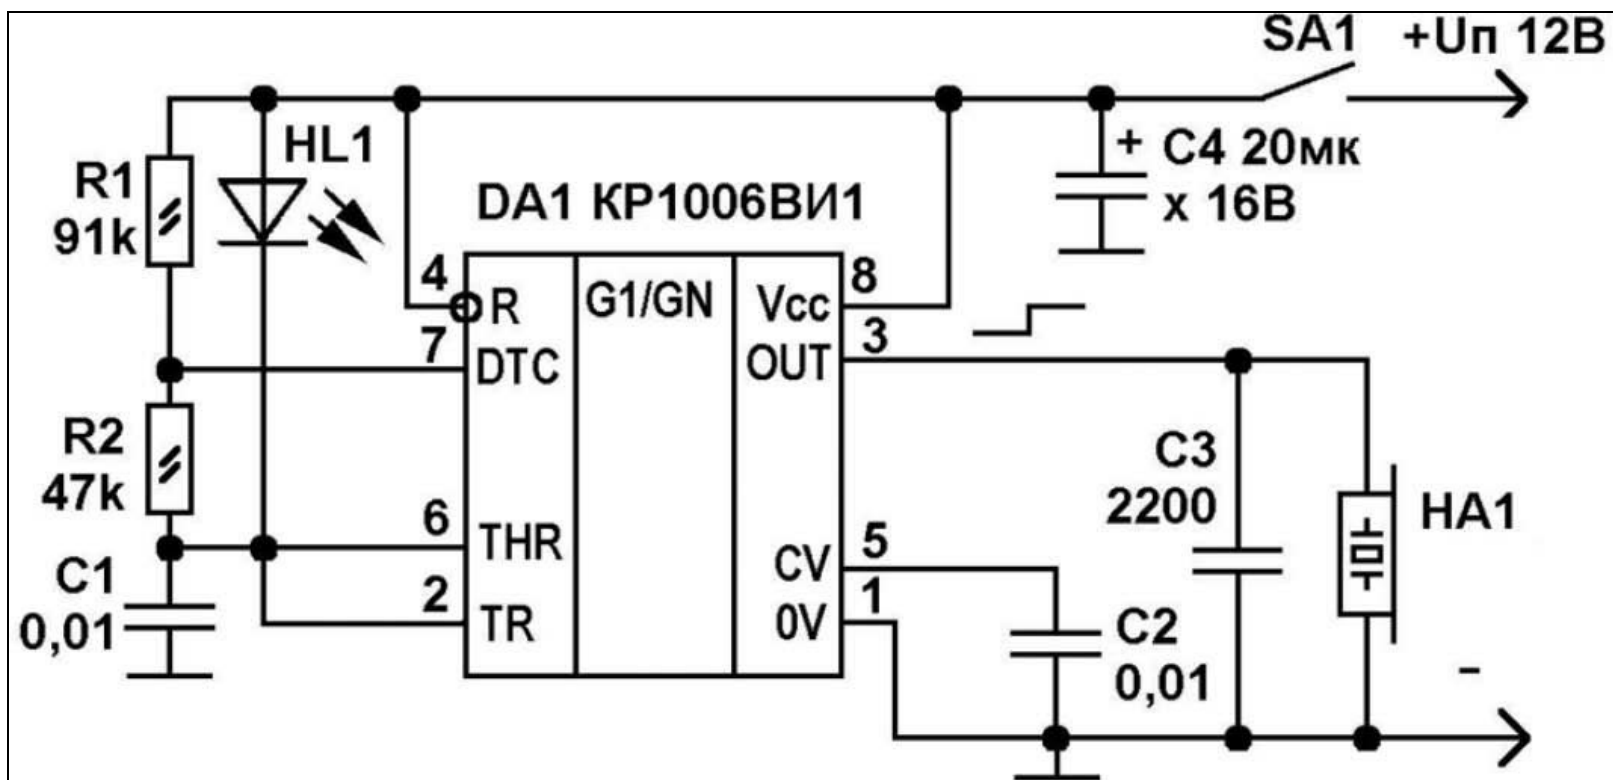 SA1 +Uп 12В
HL1
R1
91k
+ C4 20мк
х 16В
DA1 КР1006ВИ1
4 R G1/GN Vcc 8
7 DTC OUT 3
R2
47k
C3
2200
HA1
6 THR CV 5
2 TR 0V 1
C1
0,01
C2
0,01
-